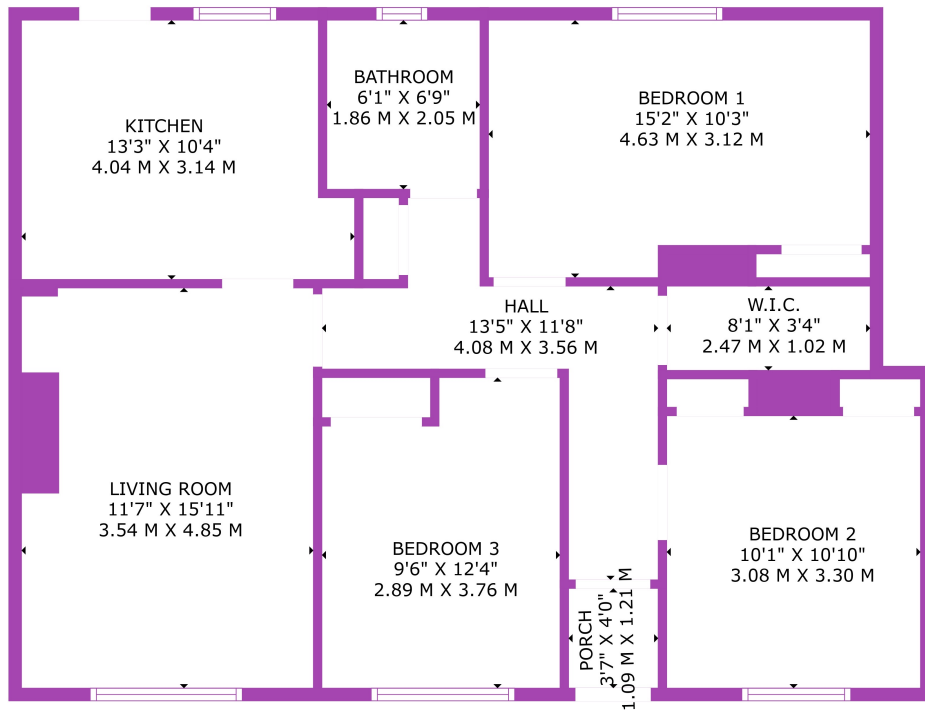 KITCHEN
13'3" X 10'4"
4.04 M X 3.14 M
BATHROOM
6'1" X 6'9"
1.86 M X 2.05 M
BEDROOM 1
15'2" X 10'3"
4.63 M X 3.12 M
HALL
13'5" X 11'8"
4.08 M X 3.56 M
W.I.C.
8'1" X 3'4"
2.47 M X 1.02 M
LIVING ROOM
11'7" X 15'11"
3.54 M X 4.85 M
BEDROOM 3
9'6" X 12'4"
2.89 M X 3.76 M
PORCH
3'7" X 4'0"
1.09 M X 1.21 M
BEDROOM 2
10'1" X 10'10"
3.08 M X 3.30 M